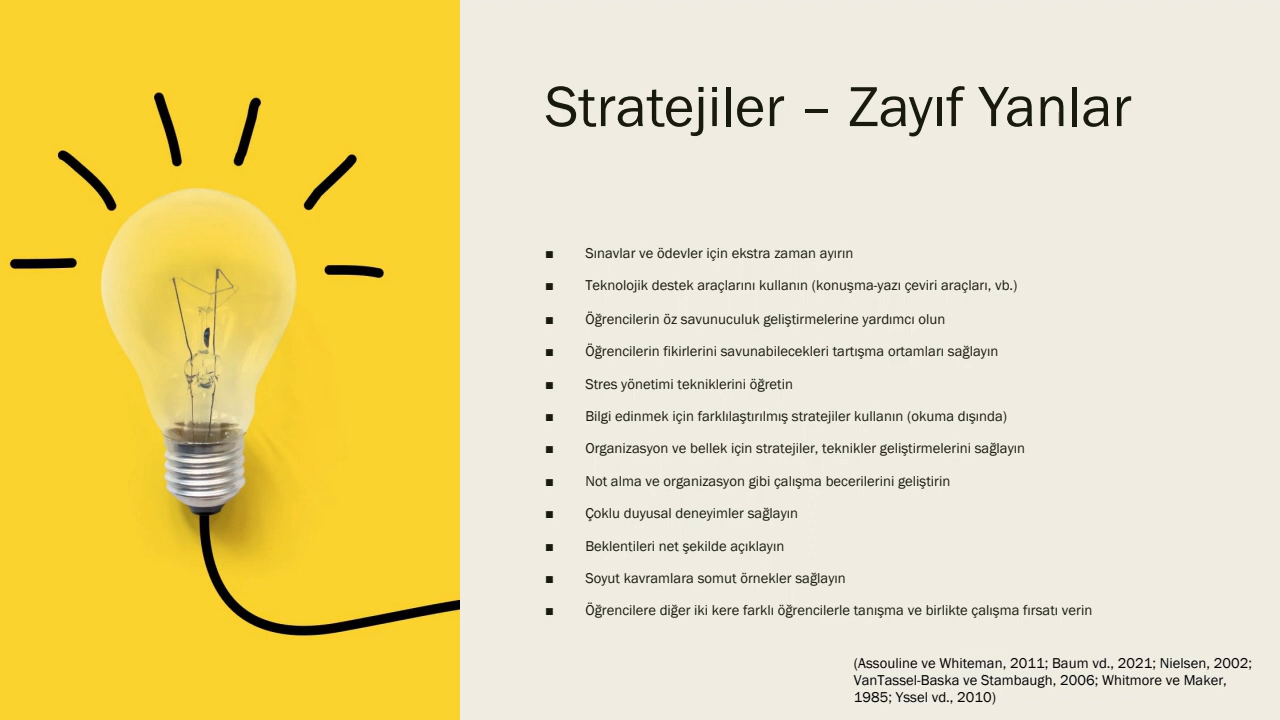 Stratejiler – Zayıf Yanlar
▪ Sınavlar ve ödevler için ekstra zaman ayırın
▪ Teknolojik destek araçlarını kullanın (konuşma-yazı çeviri araçları, vb.)
▪ Öğrencilerin öz savunuculuk geliştirmelerine yardımcı olun
▪ Öğrencilerin fikirlerini savunabilecekleri tartışma ortamları sağlayın
▪ Stres yönetimi tekniklerini öğretin
▪ Bilgi edinmek için farklılaştırılmış stratejiler kullanın (okuma dışında)
▪ Organizasyon ve bellek için stratejiler, teknikler geliştirmelerini sağlayın
▪ Not alma ve organizasyon gibi çalışma becerilerini geliştirin
▪ Çoklu duyusal deneyimler sağlayın
▪ Beklentileri net şekilde açıklayın
▪ Soyut kavramlara somut örnekler sağlayın
▪ Öğrencilere diğer iki kere farklı öğrencilerle tanışma ve birlikte çalışma fırsatı verin
(Assouline ve Whiteman, 2011; Baum vd., 2021; Nielsen, 2002;
VanTassel-Baska ve Stambaugh, 2006; Whitmore ve Maker,
1985; Yssel vd., 2010)